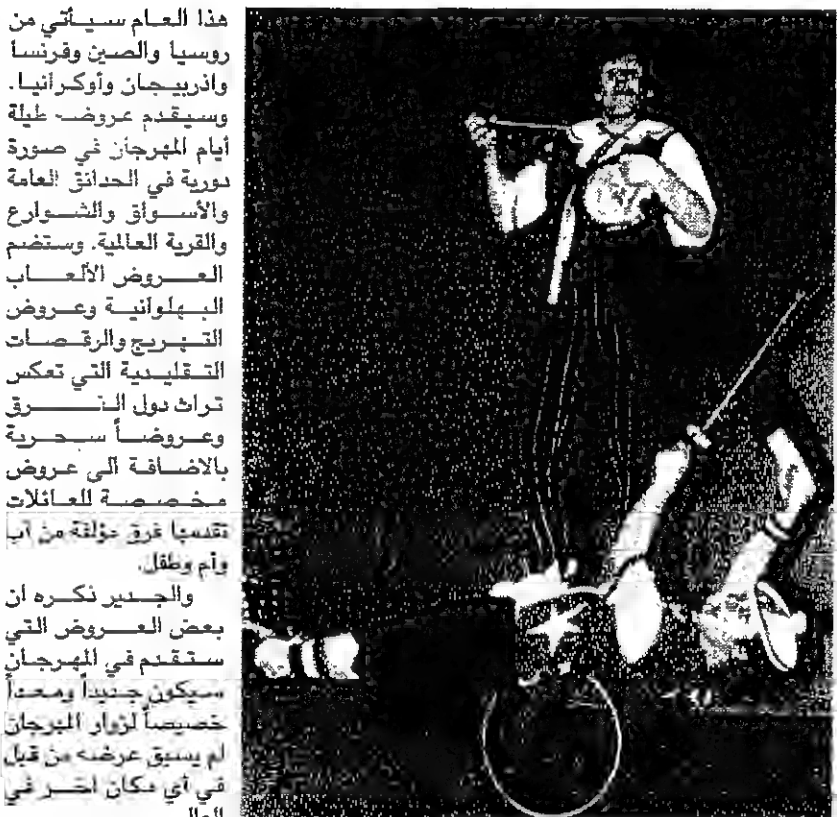 هذا العام سيأتي من
روسيا والصين وفرنسا
واذربيجان وأوكرانيا.
وسيقدم عروضه طيلة
أيام المهرجان في صورة
دورية في الحدائق العامة
والأسواق والشوارع
والقرية العالمية. وستضم
العروض الألعاب
البهلوانية وعروض
التهريج والرقصات
التقليدية التي تعكس
تراث دول الشرق
وعروضاً سحرية
بالاضافة الى عروض
مخصصة للعائلات
تقدمها فرق مؤلفة من أب
وأم وطفل.
والجدير ذكره ان
بعض العروض التي
ستقدم في المهرجان
سيكون جديداً ومعداً
خصيصاً لزوار المهرجان
لم يسبق عرضه من قبل
في أي مكان آخر في